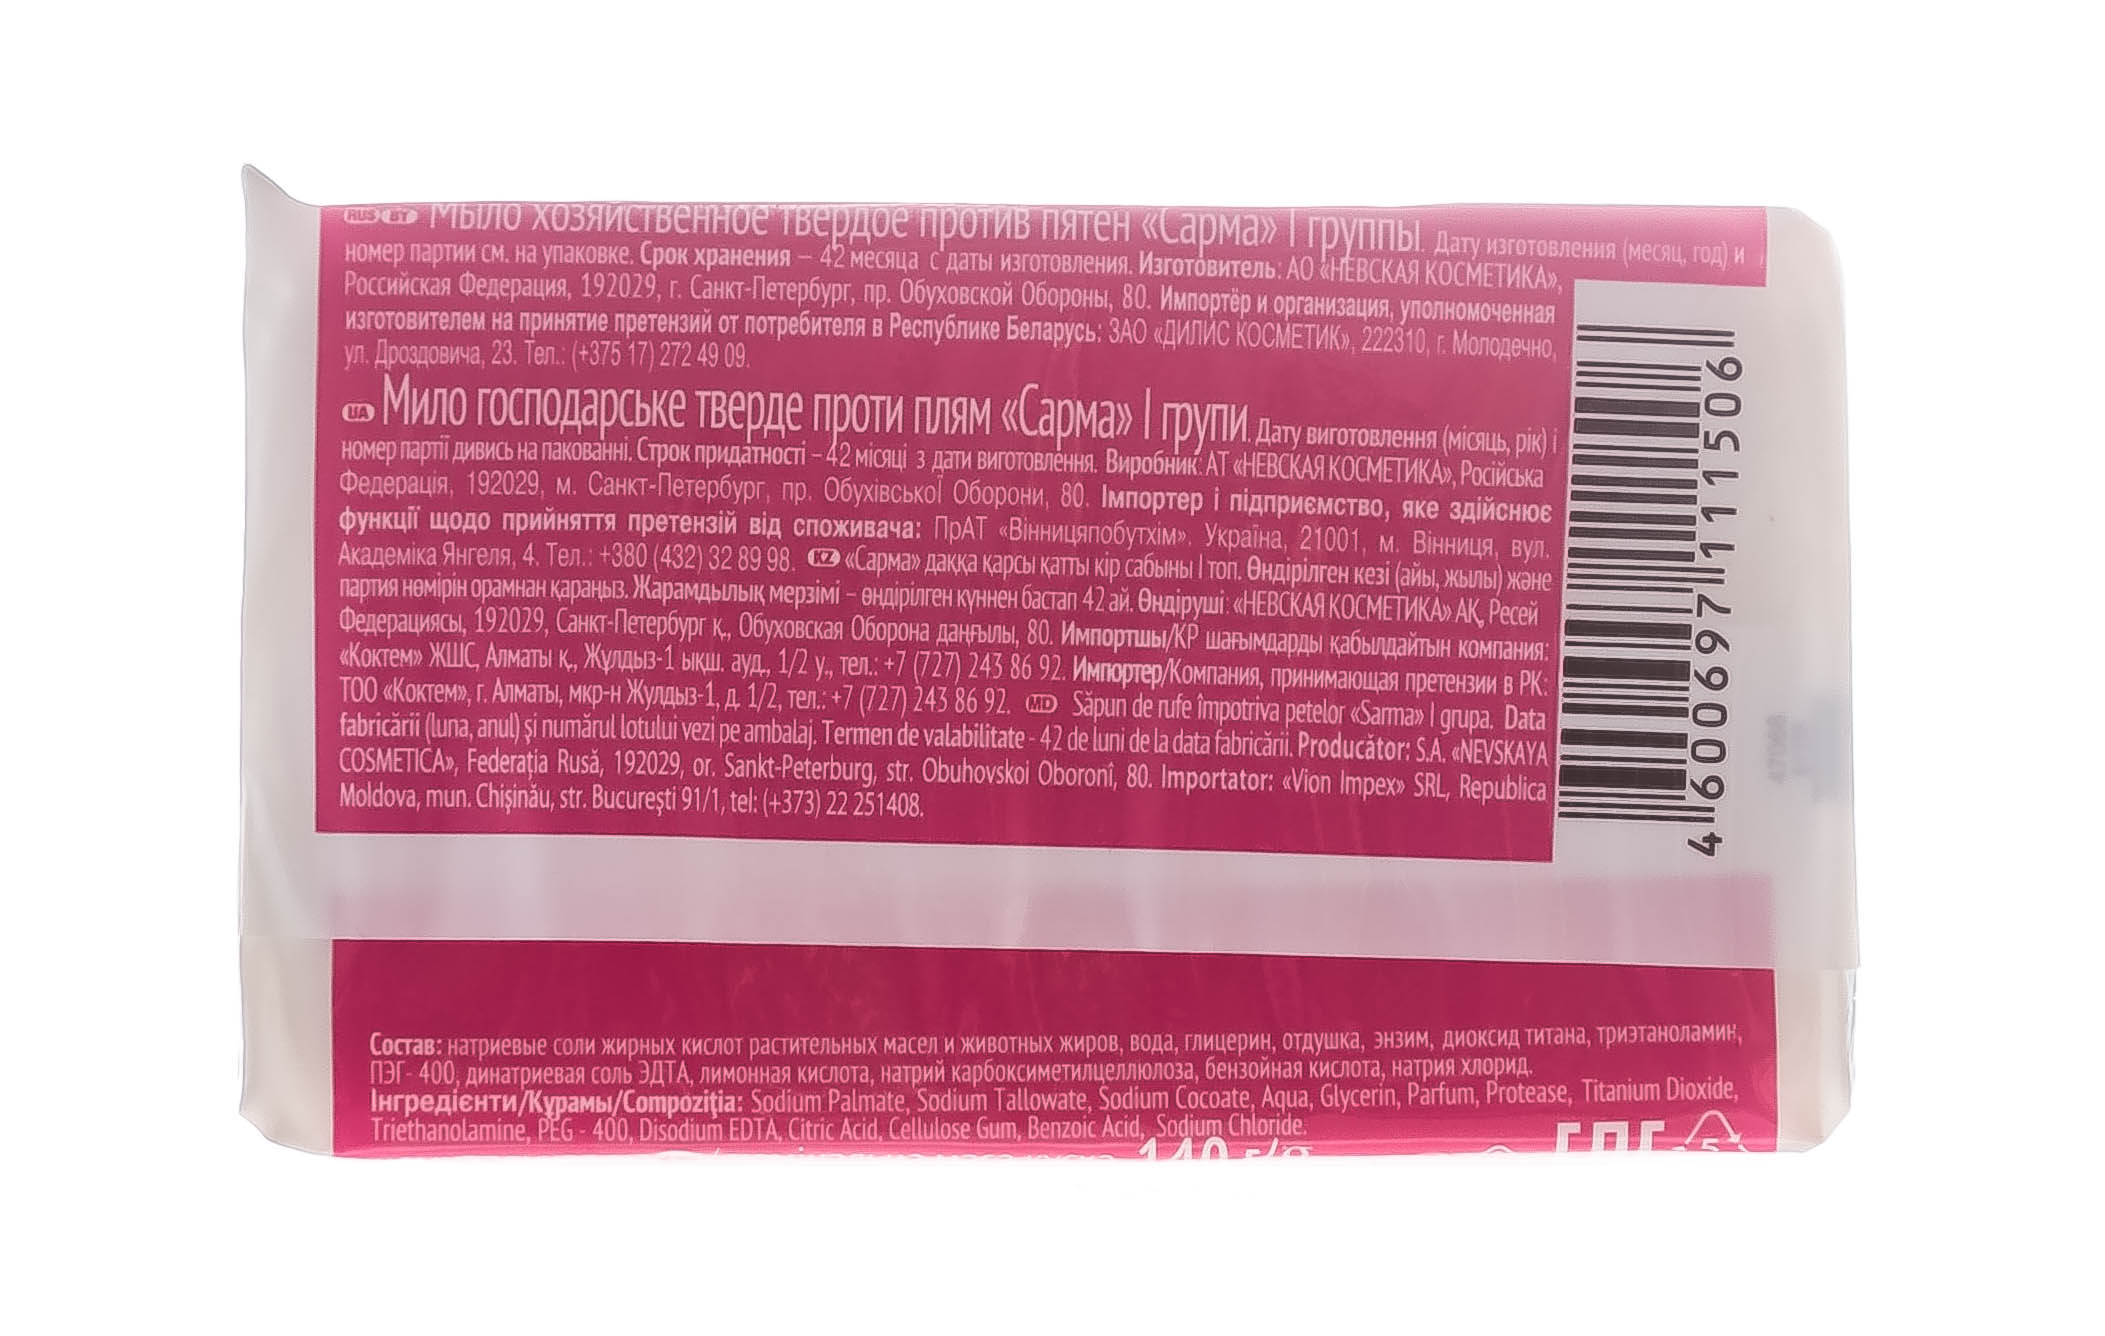 RUS BY Мыло хозяйственное твердое против пятен «Сарма» I группы. Дату изготовления (месяц, год) и
номер партии см. на упаковке. Срок хранения – 42 месяца с даты изготовления. Изготовитель: АО «НЕВСКАЯ КОСМЕТИКА»,
Российская Федерация, 192029, г. Санкт-Петербург, пр. Обуховской Обороны, 80. Импортёр и организация, уполномоченная
изготовителем на принятие претензий от потребителя в Республике Беларусь: ЗАО «ДИЛИС КОСМЕТИК», 222310, г. Молодечно,
ул. Дроздовича, 23. Тел.: (+375 17) 272 49 09.
UA Мило господарське тверде проти плям «Сарма» I групи. Дату виготовлення (місяць, рік) і
номер партії дивись на пакованні. Строк придатності – 42 місяці з дати виготовлення. Виробник: АТ «НЕВСКАЯ КОСМЕТИКА», Російська
Федерація, 192029, м. Санкт-Петербург, пр. Обухівської Оборони, 80. Імпортер і підприємство, яке здійснює
функції щодо прийняття претензій від споживача: ПрАТ «Вінницяпобутхім». Україна, 21001, м. Вінниця, вул.
Академіка Янгеля, 4. Тел.: +380 (432) 32 89 98. KZ «Сарма» даққа қарсы қатты кір сабыны I топ. Өндірілген кезі (айы, жылы) және
партия нөмірін орамнан қараңыз. Жарамдылық мерзімі – өндірілген күннен бастап 42 ай. Өндіруші: «НЕВСКАЯ КОСМЕТИКА» АҚ, Ресей
Федерациясы, 192029, Санкт-Петербург қ., Обуховская Оборона даңғылы, 80. Импортшы/ҚР шағымдарды қабылдайтын компания:
«Коктем» ЖШС, Алматы қ., Жұлдыз-1 ықш. ауд., 1/2 у., тел.: +7 (727) 243 86 92. Импортер/Компания, принимающая претензии в РК:
ТОО «Коктем», г. Алматы, мкр-н Жулдыз-1, д. 1/2, тел.: +7 (727) 243 86 92. MD Săpun de rufe împotriva petelor «Sarma» I grupa. Data
fabricării (luna, anul) și numărul lotului vezi pe ambalaj. Termen de valabilitate - 42 de luni de la data fabricării. Producător: S.A. «NEVSKAYA
COSMETICA», Federația Rusă, 192029, or. Sankt-Peterburg, str. Obuhovskoi Oboronî, 80. Importator: «Vion Impex» SRL, Republica
Moldova, mun. Chișinău, str. București 91/1, tel: (+373) 22 251408.
4 600697 111506
Состав: натриевые соли жирных кислот растительных масел и животных жиров, вода, глицерин, отдушка, энзим, диоксид титана, триэтаноламин,
ПЭГ- 400, динатриевая соль ЭДТА, лимонная кислота, натрий карбоксиметилцеллюлоза, бензойная кислота, натрия хлорид.
Інгредієнти/Құрамы/Compoziția: Sodium Palmate, Sodium Tallowate, Sodium Cocoate, Aqua, Glycerin, Parfum, Protease, Titanium Dioxide,
Triethanolamine, PEG - 400, Disodium EDTA, Citric Acid, Cellulose Gum, Benzoic Acid, Sodium Chloride.
140 г/g
5